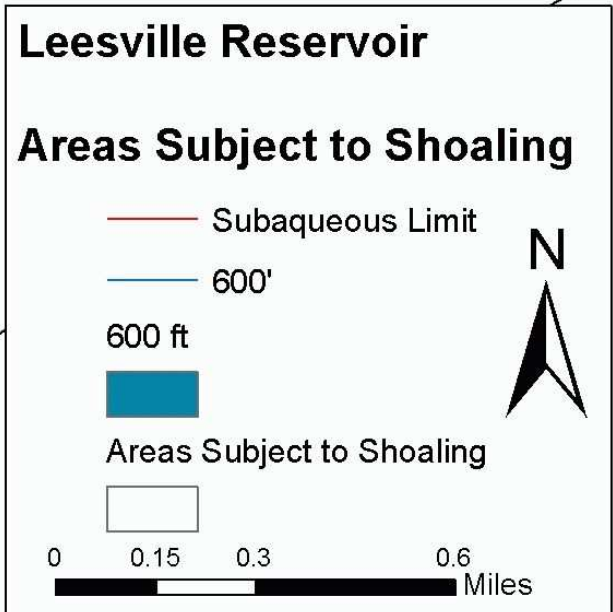 Leesville Reservoir
Areas Subject to Shoaling
Subaqueous Limit
N
600'
600 ft
Areas Subject to Shoaling
0 0.15 0.3 0.6
Miles